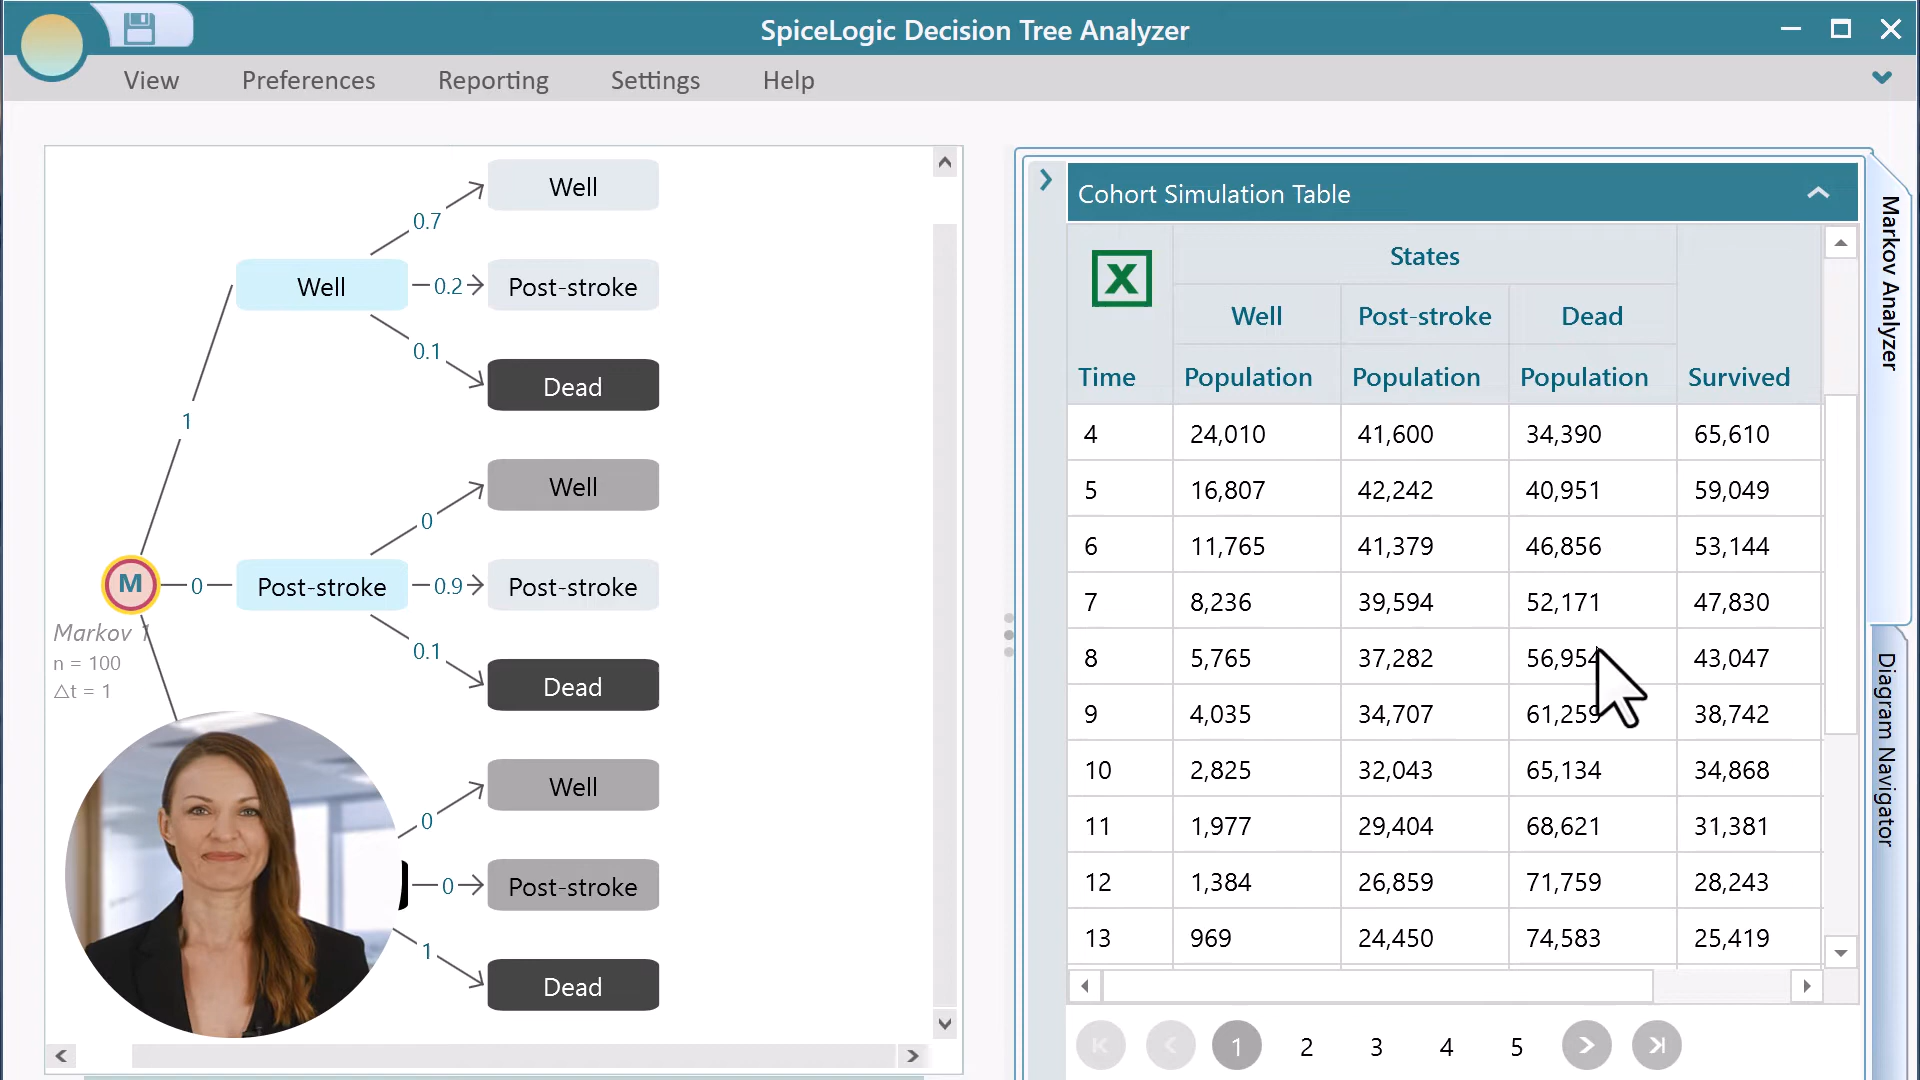 SpiceLogic Decision Tree Analyzer
View Preferences Reporting Settings Help
Well
0.7
Well
0.2
Post-stroke
0.1
Dead
1
Well
0
M
0
Post-stroke
0.9
Post-stroke
Markov 1
n = 100
△t = 1
0.1
Dead
Well
0
0
Post-stroke
1
Dead
Cohort Simulation Table
States
Well Post-stroke Dead
Time Population Population Population Survived
4 24,010 41,600 34,390 65,610
5 16,807 42,242 40,951 59,049
6 11,765 41,379 46,856 53,144
7 8,236 39,594 52,171 47,830
8 5,765 37,282 56,954 43,047
9 4,035 34,707 61,259 38,742
10 2,825 32,043 65,134 34,868
11 1,977 29,404 68,621 31,381
12 1,384 26,859 71,759 28,243
13 969 24,450 74,583 25,419
1 2 3 4 5
Markov Analyzer
Diagram Navigator